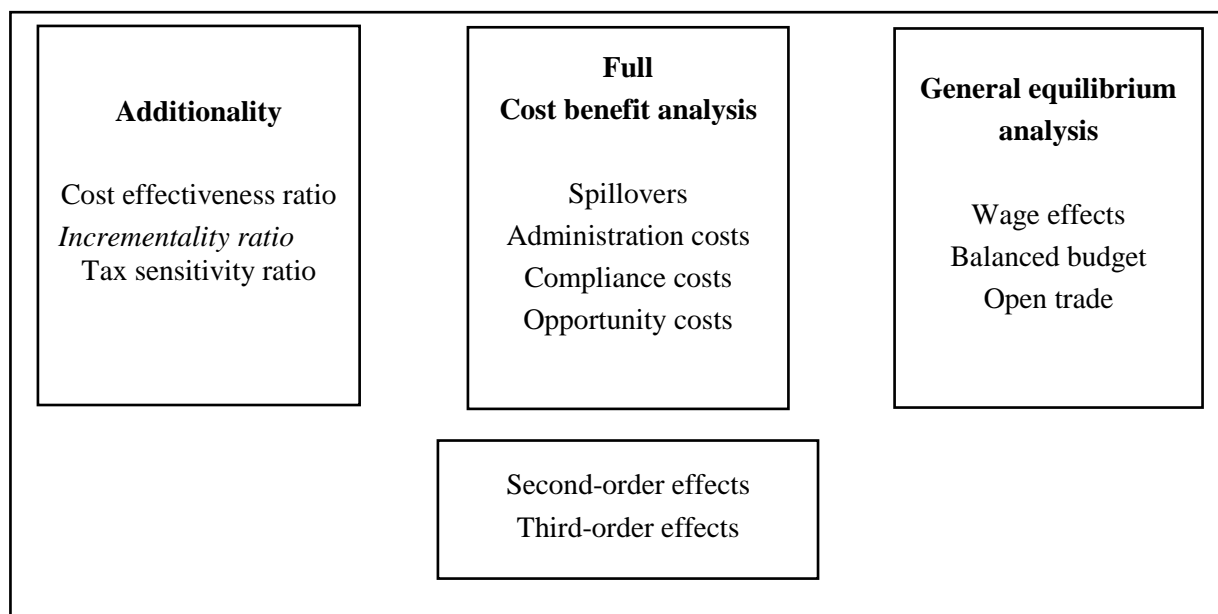 Additionality
Cost effectiveness ratio
Incrementality ratio
Tax sensitivity ratio
Full
Cost benefit analysis
Spillovers
Administration costs
Compliance costs
Opportunity costs
General equilibrium
analysis
Wage effects
Balanced budget
Open trade
Second-order effects
Third-order effects